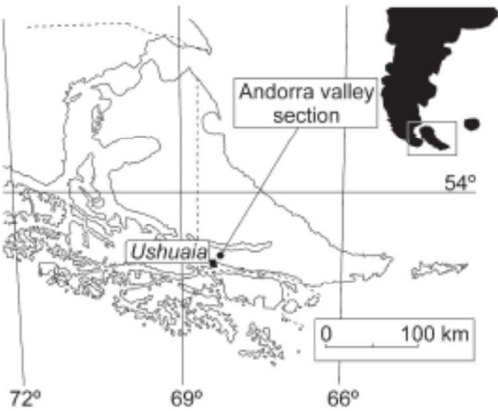 Andorra valley
section
54º
Ushuaia
0 100 km
72º 69º 66º